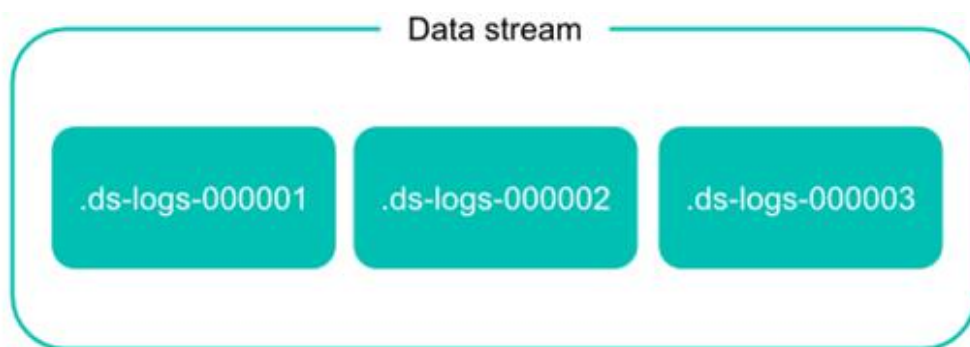 Data stream
.ds-logs-000001
.ds-logs-000002
.ds-logs-000003